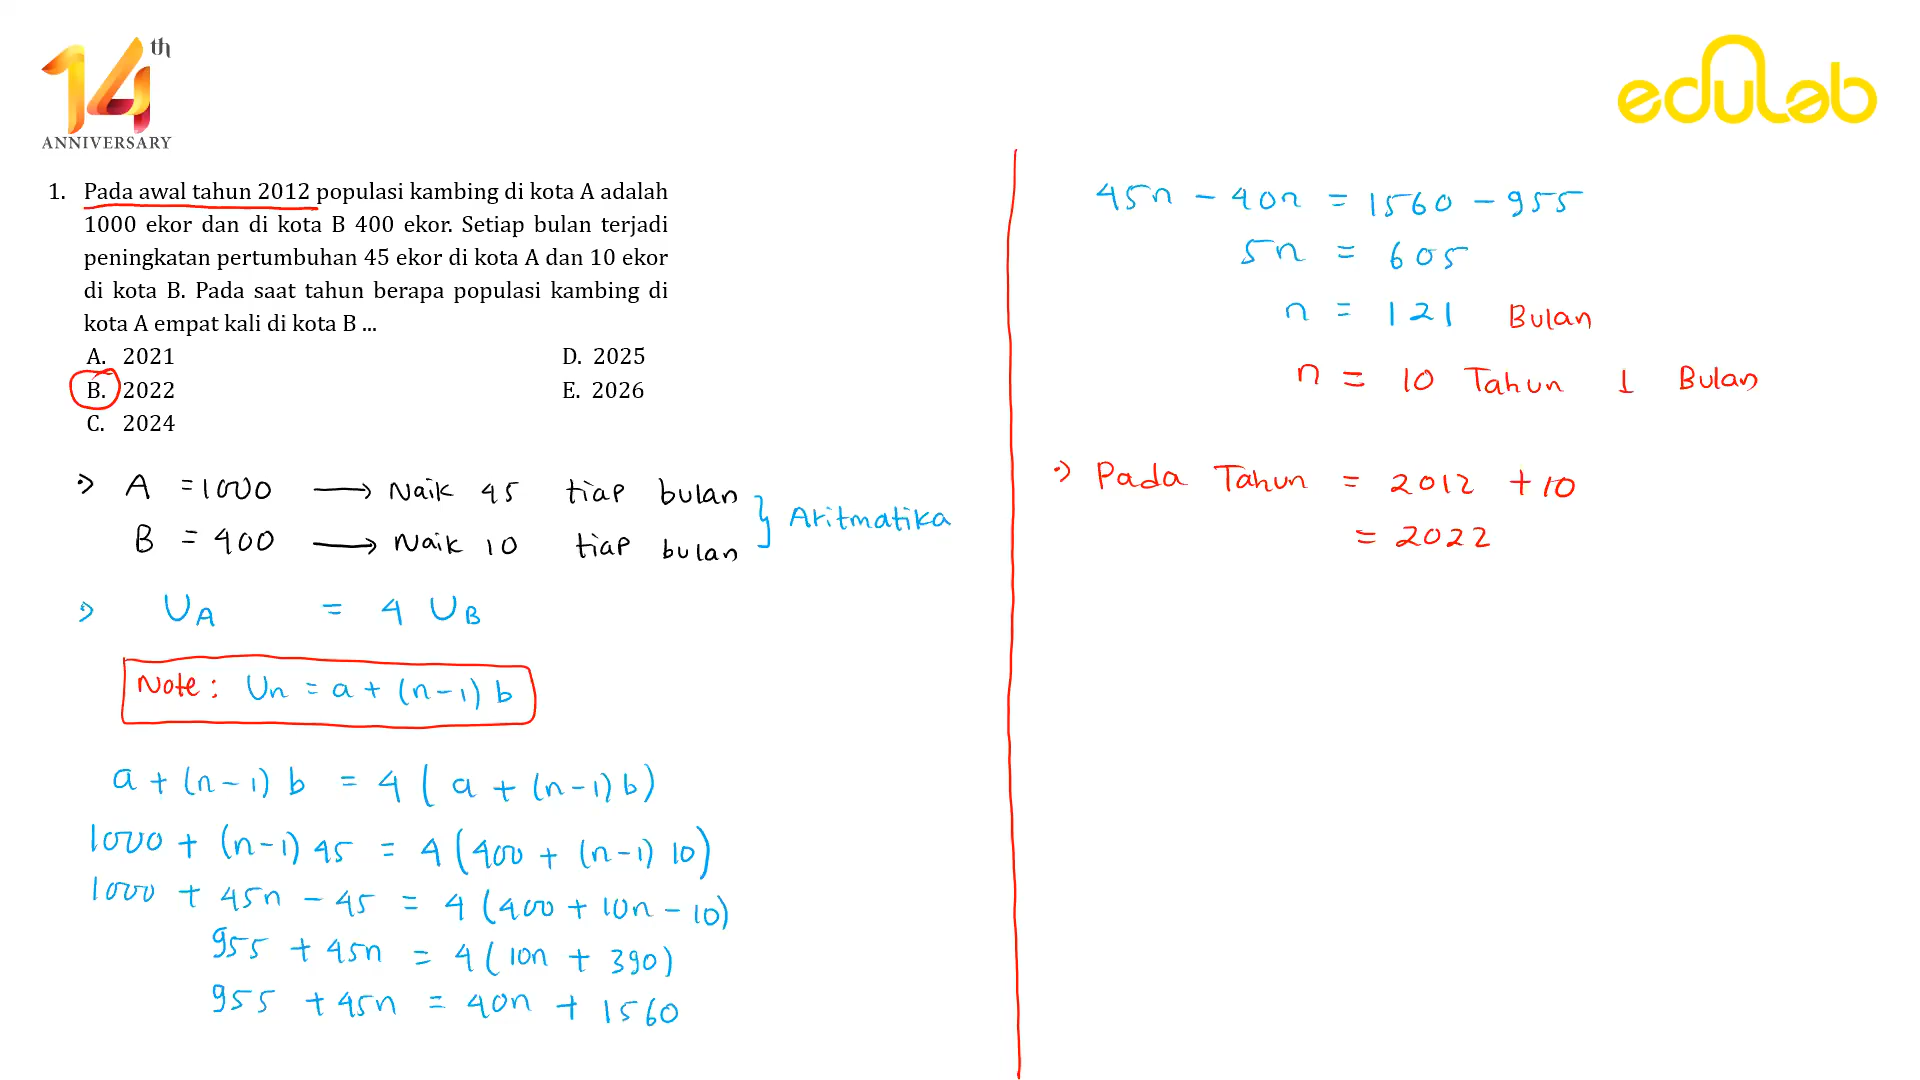 14th
ANNIVERSARY
edulab
1. Pada awal tahun 2012 populasi kambing di kota A adalah
1000 ekor dan di kota B 400 ekor. Setiap bulan terjadi
peningkatan pertumbuhan 45 ekor di kota A dan 10 ekor
di kota B. Pada saat tahun berapa populasi kambing di
kota A empat kali di kota B ...
A. 2021
B. 2022
C. 2024
D. 2025
E. 2026
A = 1000 → Naik 45 tiap bulan
B = 400 → Naik 10 tiap bulan
} Aritmatika
U_A = 4 U_B
Note : Un = a + (n-1) b
a + (n-1) b = 4 ( a + (n-1) b)
1000 + (n-1) 45 = 4 (400 + (n-1) 10)
1000 + 45n - 45 = 4 (400 + 10n - 10)
955 + 45n = 4 (10n + 390)
955 + 45n = 40n + 1560
45n - 40n = 1560 - 955
5n = 605
n = 121 Bulan
n = 10 Tahun 1 Bulan
Pada Tahun = 2012 + 10
= 2022